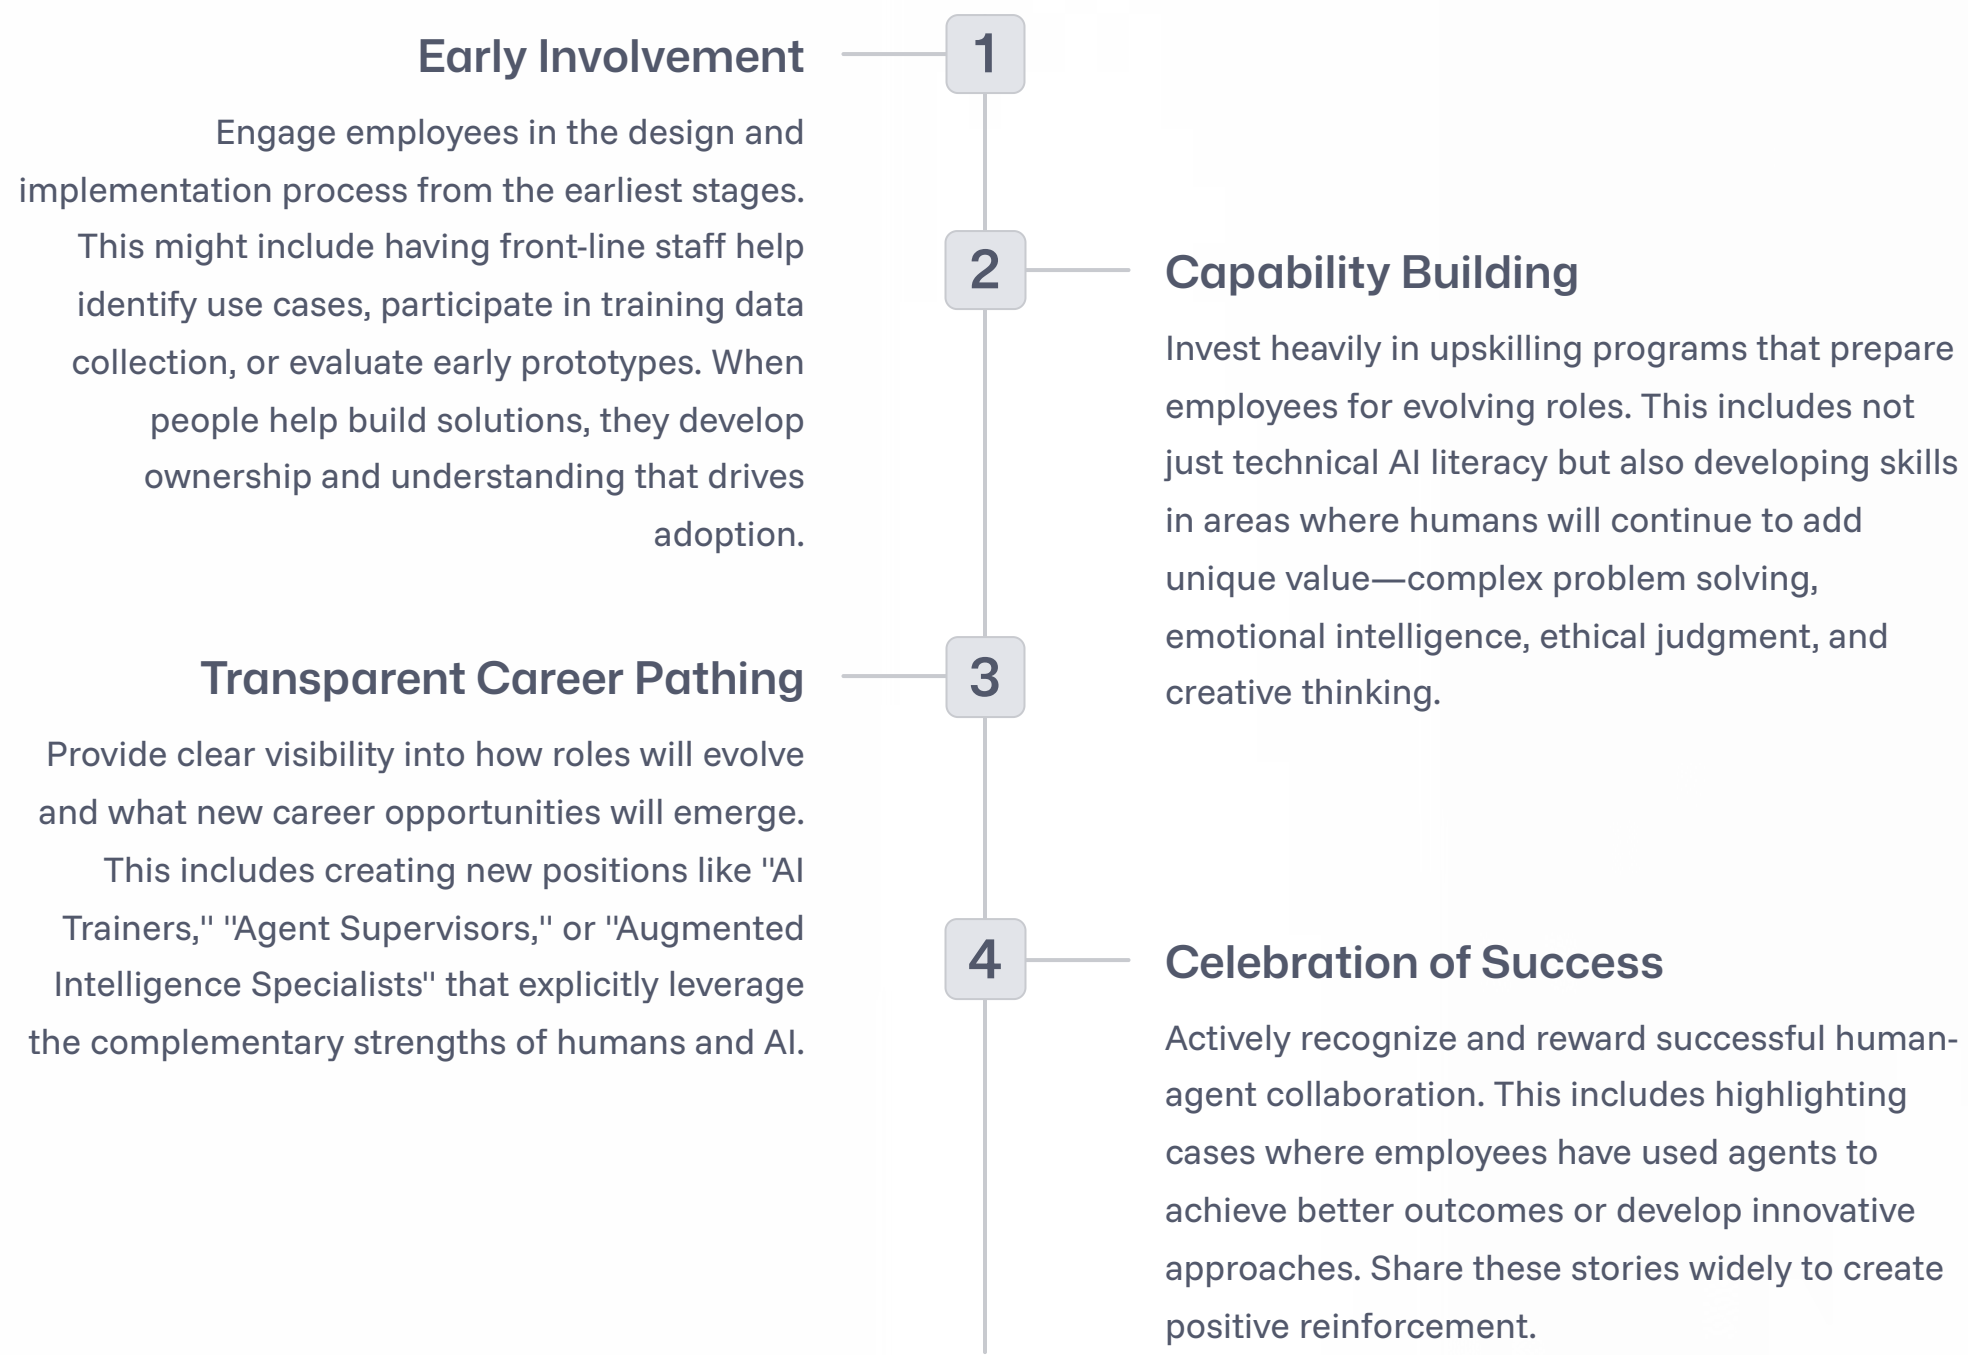 1
Early Involvement
Engage employees in the design and
implementation process from the earliest stages.
This might include having front-line staff help
identify use cases, participate in training data
collection, or evaluate early prototypes. When
people help build solutions, they develop
ownership and understanding that drives
adoption.
2
Capability Building
Invest heavily in upskilling programs that prepare
employees for evolving roles. This includes not
just technical AI literacy but also developing skills
in areas where humans will continue to add
unique value—complex problem solving,
emotional intelligence, ethical judgment, and
creative thinking.
3
Transparent Career Pathing
Provide clear visibility into how roles will evolve
and what new career opportunities will emerge.
This includes creating new positions like "AI
Trainers," "Agent Supervisors," or "Augmented
Intelligence Specialists" that explicitly leverage
the complementary strengths of humans and AI.
4
Celebration of Success
Actively recognize and reward successful human-
agent collaboration. This includes highlighting
cases where employees have used agents to
achieve better outcomes or develop innovative
approaches. Share these stories widely to create
positive reinforcement.